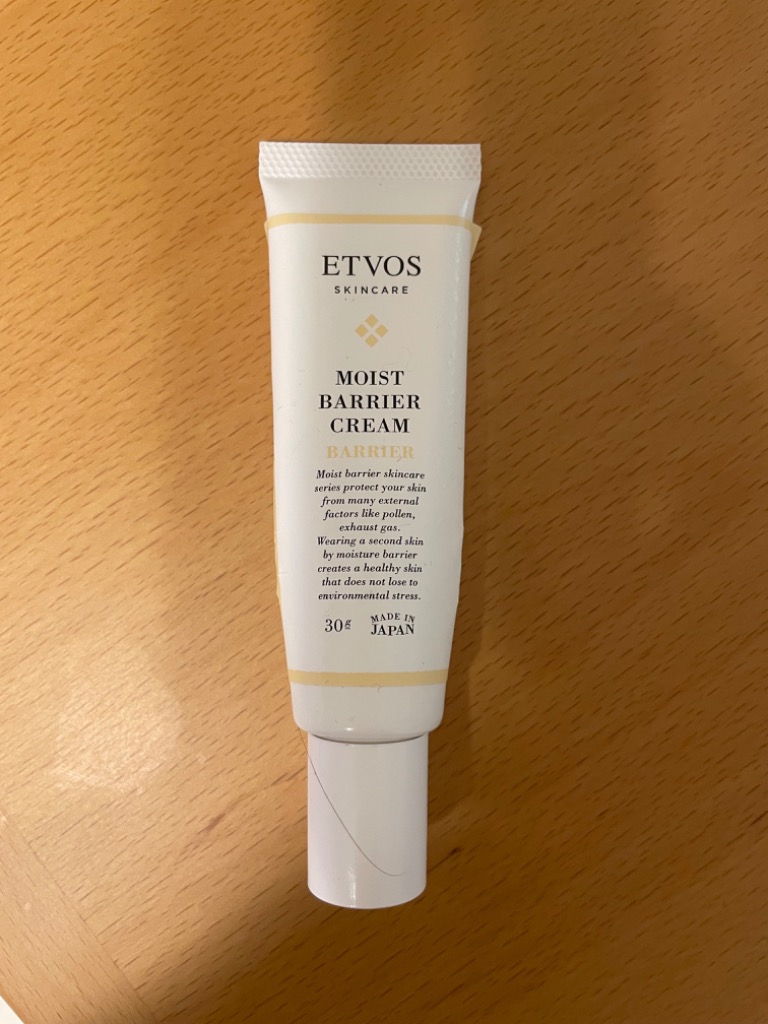 ETVOS
SKINCARE
MOIST
BARRIER
CREAM
BARRIER
Moist barrier skincare
series protect your skin
from many external
factors like pollen,
exhaust gas.
Wearing a second skin
by moisture barrier
creates a healthy skin
that does not lose to
environmental stress.
30g MADE IN
JAPAN